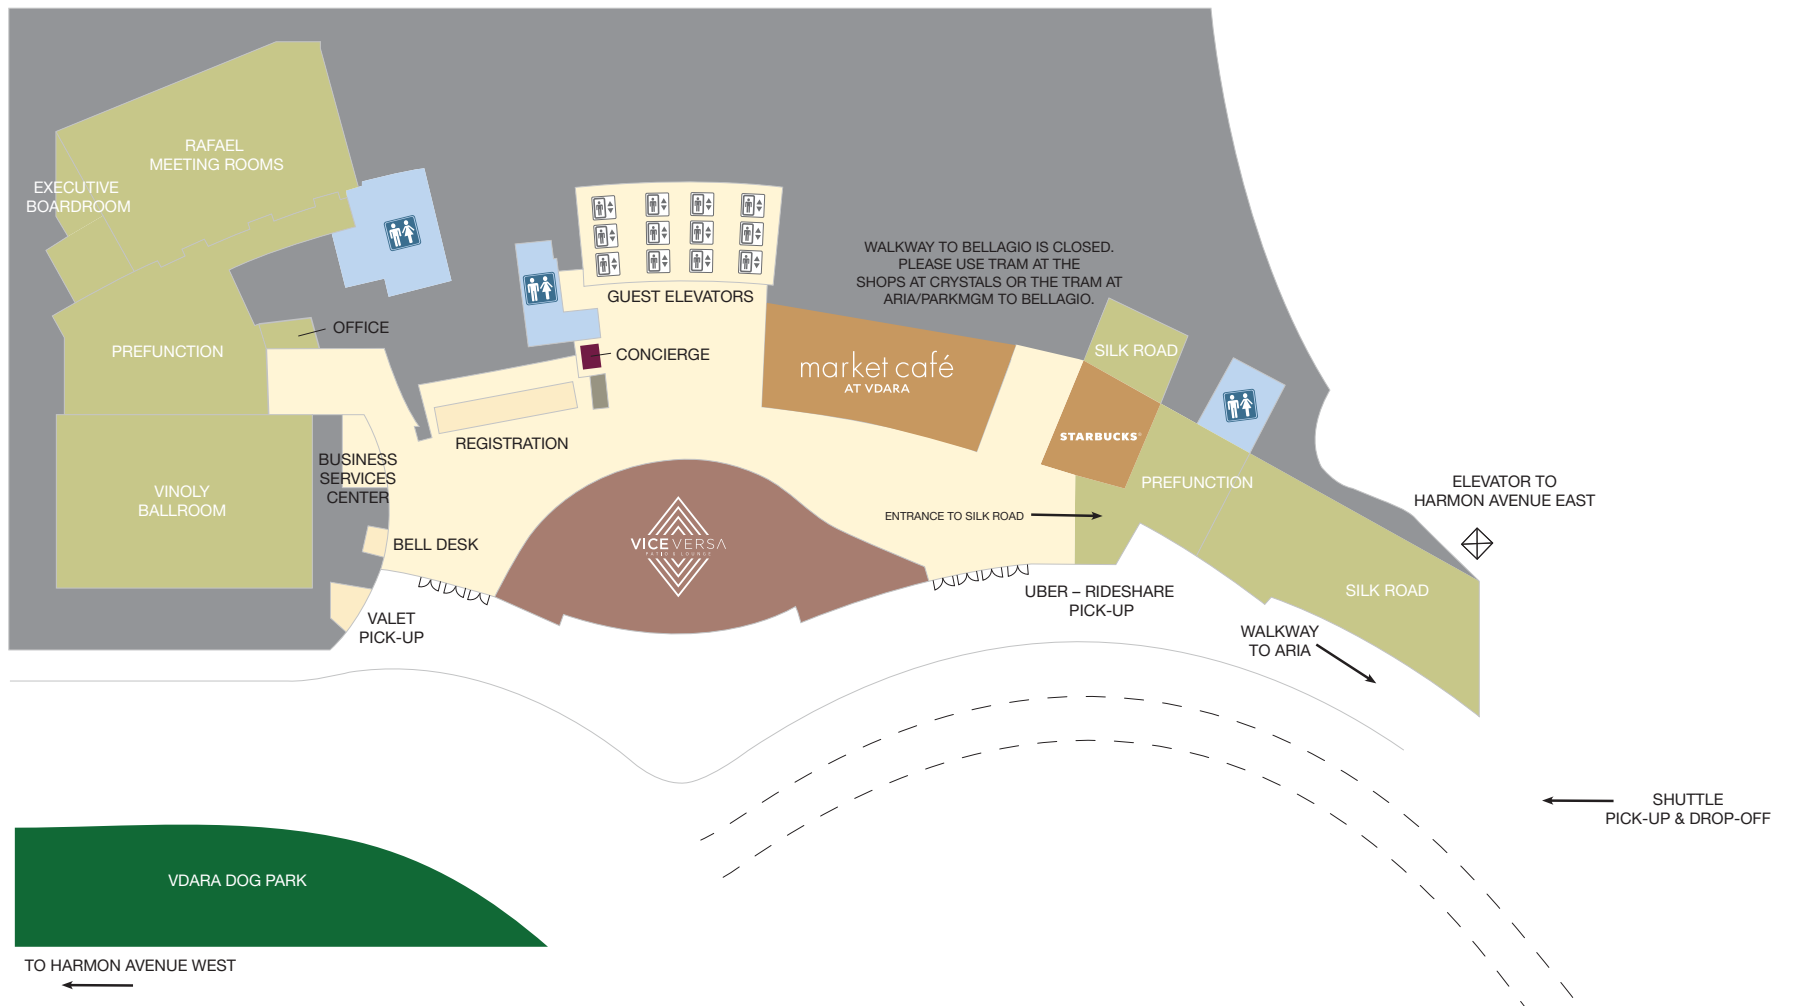 RAFAEL
MEETING ROOMS
EXECUTIVE
BOARDROOM
WALKWAY TO BELLAGIO IS CLOSED.
PLEASE USE TRAM AT THE
SHOPS AT CRYSTALS OR THE TRAM AT
ARIA/PARKMGM TO BELLAGIO.
GUEST ELEVATORS
OFFICE
PREFUNCTION
CONCIERGE
SILK ROAD
market café
AT VDARA
REGISTRATION
STARBUCKS®
BUSINESS
SERVICES
CENTER
VINOLY
BALLROOM
PREFUNCTION
ELEVATOR TO
HARMON AVENUE EAST
ENTRANCE TO SILK ROAD
BELL DESK
VICEVERSA
PATIO & LOUNGE
UBER – RIDESHARE
PICK-UP
SILK ROAD
VALET
PICK-UP
WALKWAY
TO ARIA
SHUTTLE
PICK-UP & DROP-OFF
VDARA DOG PARK
TO HARMON AVENUE WEST